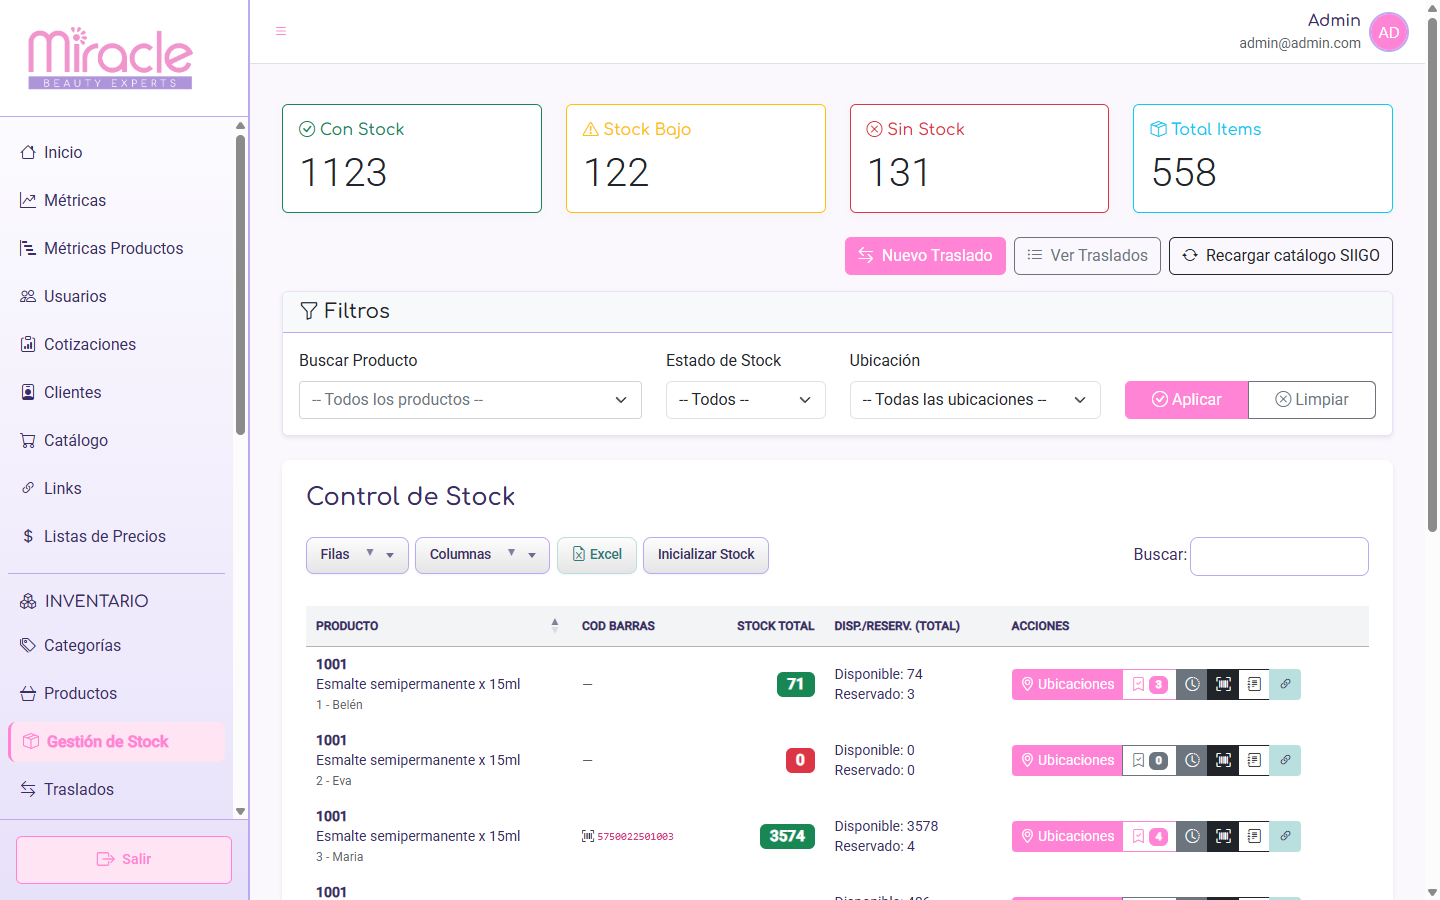 Miracle
BEAUTY EXPERTS
Admin
admin@admin.com
AD
Inicio
Métricas
Métricas Productos
Usuarios
Cotizaciones
Clientes
Catálogo
Links
Listas de Precios
INVENTARIO
Categorías
Productos
Gestión de Stock
Traslados
Salir
Con Stock
1123
Stock Bajo
122
Sin Stock
131
Total Items
558
Nuevo Traslado
Ver Traslados
Recargar catálogo SIIGO
Filtros
Buscar Producto
Estado de Stock
Ubicación
-- Todos los productos --
-- Todos --
-- Todas las ubicaciones --
Aplicar
Limpiar
Control de Stock
Filas
Columnas
Excel
Inicializar Stock
Buscar:
PRODUCTO COD BARRAS STOCK TOTAL DISP./RESERV. (TOTAL) ACCIONES
1001
Esmalte semipermanente x 15ml
1 - Belén
—
71
Disponible: 74
Reservado: 3
Ubicaciones
3
1001
Esmalte semipermanente x 15ml
2 - Eva
—
0
Disponible: 0
Reservado: 0
Ubicaciones
0
1001
Esmalte semipermanente x 15ml
3 - Maria
5750022501003
3574
Disponible: 3578
Reservado: 4
Ubicaciones
4
1001